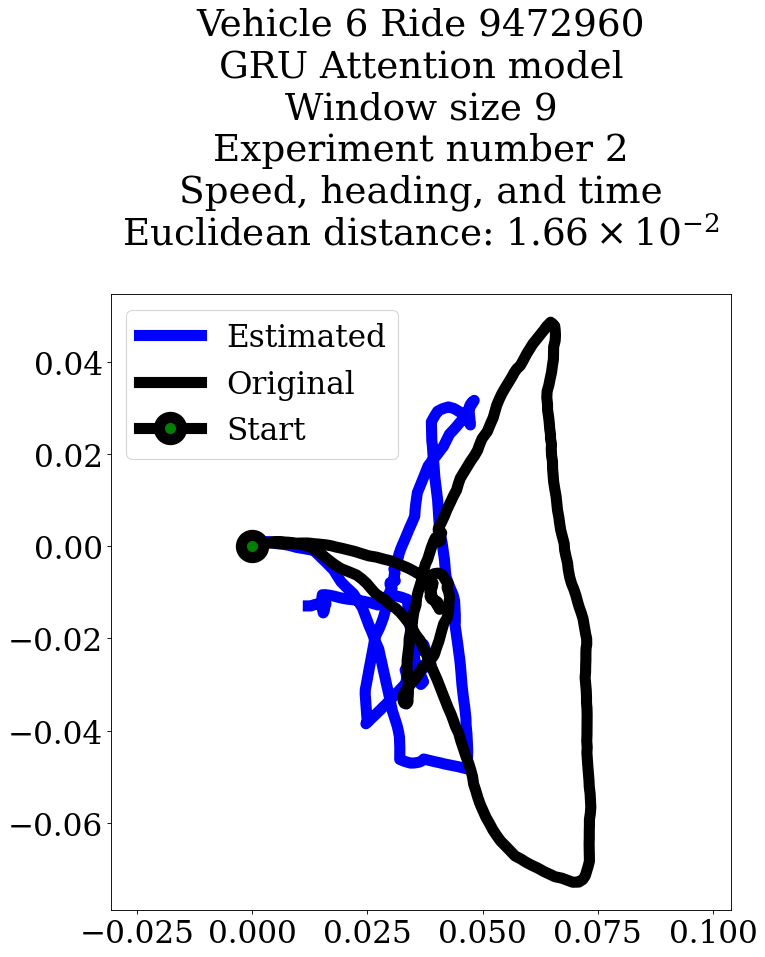 Vehicle 6 Ride 9472960
GRU Attention model
Window size 9
Experiment number 2
Speed, heading, and time
Euclidean distance: 1.66 × 10⁻²
Estimated
Original
Start
0.04
0.02
0.00
−0.02
−0.04
−0.06
−0.025 0.000 0.025 0.050 0.075 0.100